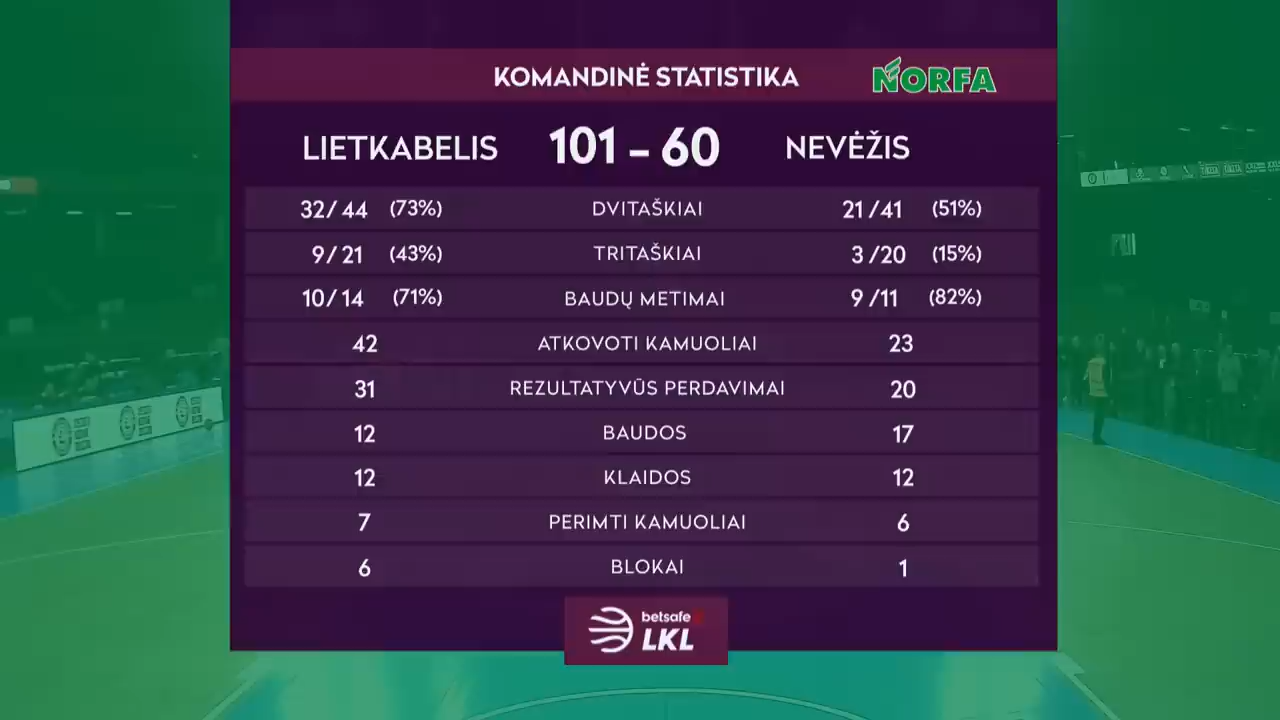 KOMANDINĖ STATISTIKA
NORFA
LIETKABELIS 101 – 60 NEVĖŽIS
32/44 (73%) DVITAŠKIAI 21/41 (51%)
9/21 (43%) TRITAŠKIAI 3/20 (15%)
10/14 (71%) BAUDŲ METIMAI 9/11 (82%)
42 ATKOVOTI KAMUOLIAI 23
31 REZULTATYVŪS PERDAVIMAI 20
12 BAUDOS 17
12 KLAIDOS 12
7 PERIMTI KAMUOLIAI 6
6 BLOKAI 1
betsafe
LKL